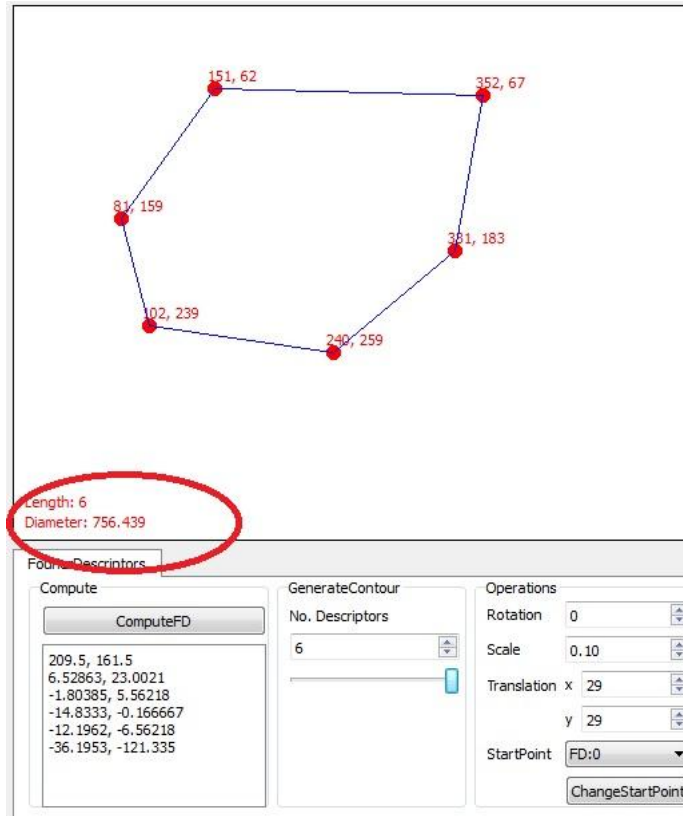 151, 62
352, 67
81, 159
331, 183
102, 239
240, 259
Length: 6
Diameter: 756.439
FourierDescriptors
Compute
GenerateContour
Operations
ComputeFD
No. Descriptors
Rotation 0
6
Scale 0.10
209.5, 161.5
6.52863, 23.0021
-1.80385, 5.56218
-14.8333, -0.166667
-12.1962, -6.56218
-36.1953, -121.335
Translation x 29
y 29
StartPoint FD:0
ChangeStartPoint